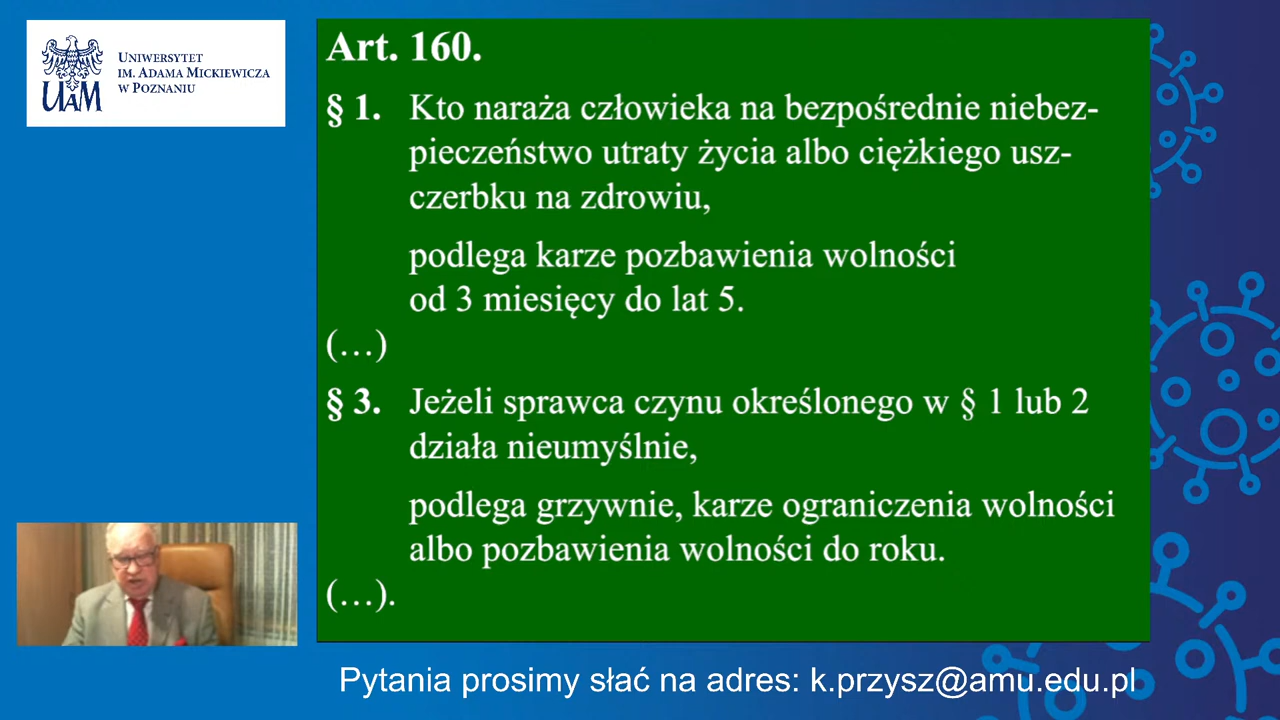 UNIWERSYTET
IM. ADAMA MICKIEWICZA
W POZNANIU
UAM
Art. 160.
§ 1. Kto naraża człowieka na bezpośrednie niebez-
pieczeństwo utraty życia albo ciężkiego usz-
czerbku na zdrowiu,
podlega karze pozbawienia wolności
od 3 miesięcy do lat 5.
(…)
§ 3. Jeżeli sprawca czynu określonego w § 1 lub 2
działa nieumyślnie,
podlega grzywnie, karze ograniczenia wolności
albo pozbawienia wolności do roku.
(…).
Pytania prosimy słać na adres: k.przysz@amu.edu.pl